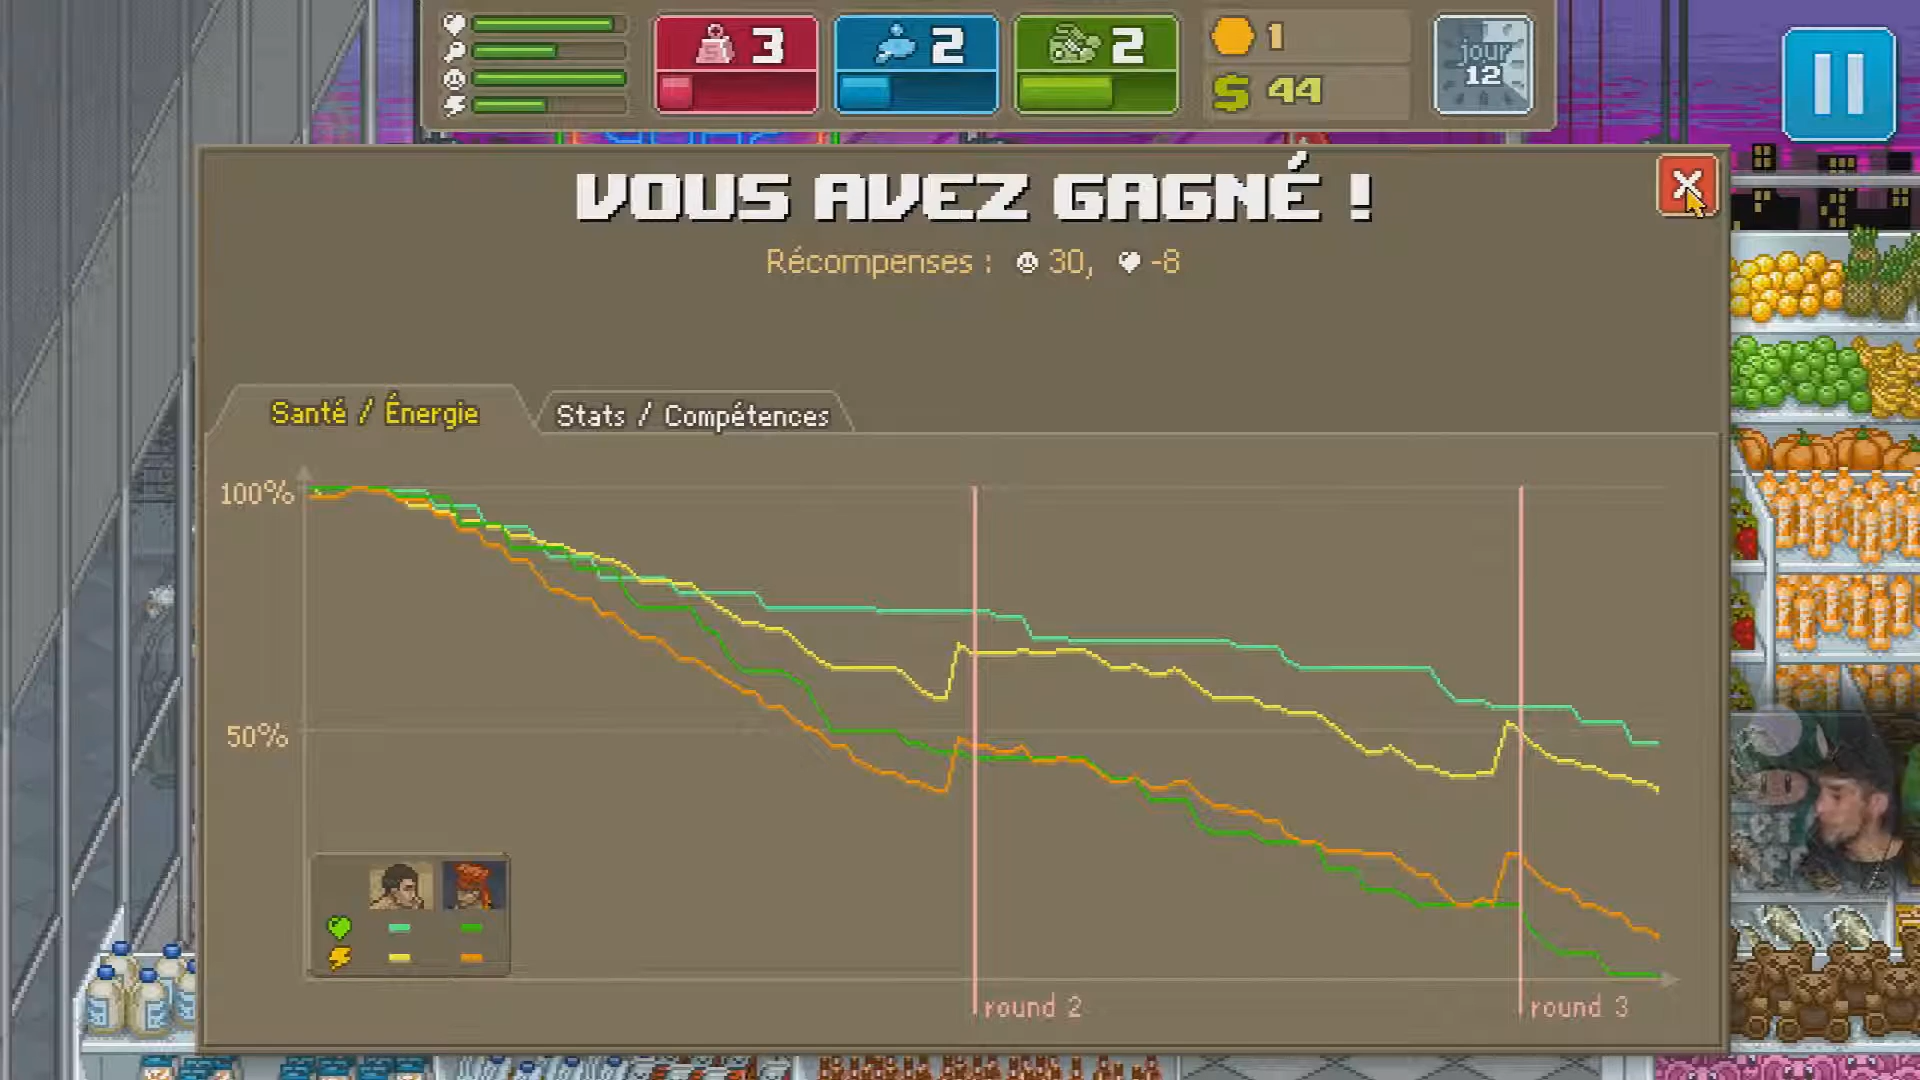 3
2
2
1
44
jour
12
VOUS AVEZ GAGNÉ !
Récompenses : 30, -8
Santé / Énergie
Stats / Compétences
100%
50%
round 2
round 3